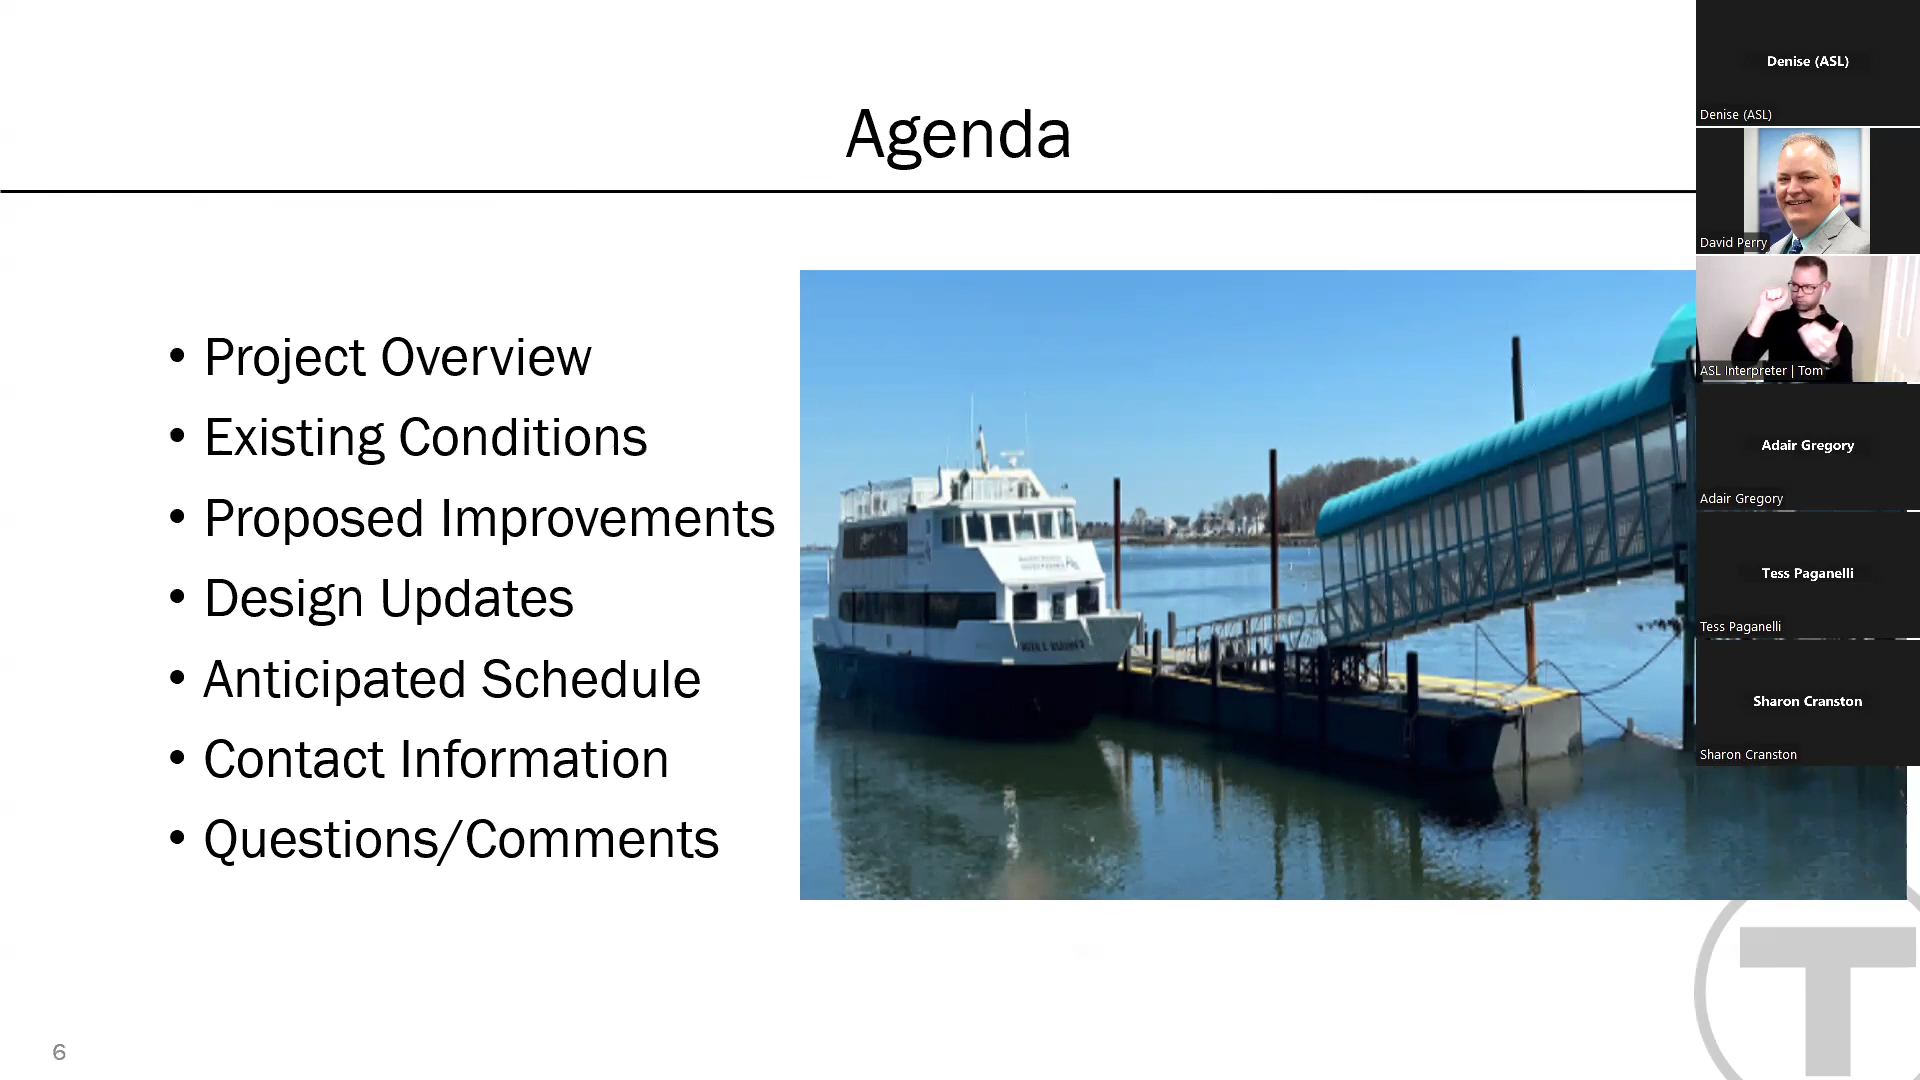 Agenda
• Project Overview
• Existing Conditions
• Proposed Improvements
• Design Updates
• Anticipated Schedule
• Contact Information
• Questions/Comments
6
T
Denise (ASL)
Denise (ASL)
David Perry
ASL Interpreter | Tom
Adair Gregory
Adair Gregory
Tess Paganelli
Tess Paganelli
Sharon Cranston
Sharon Cranston